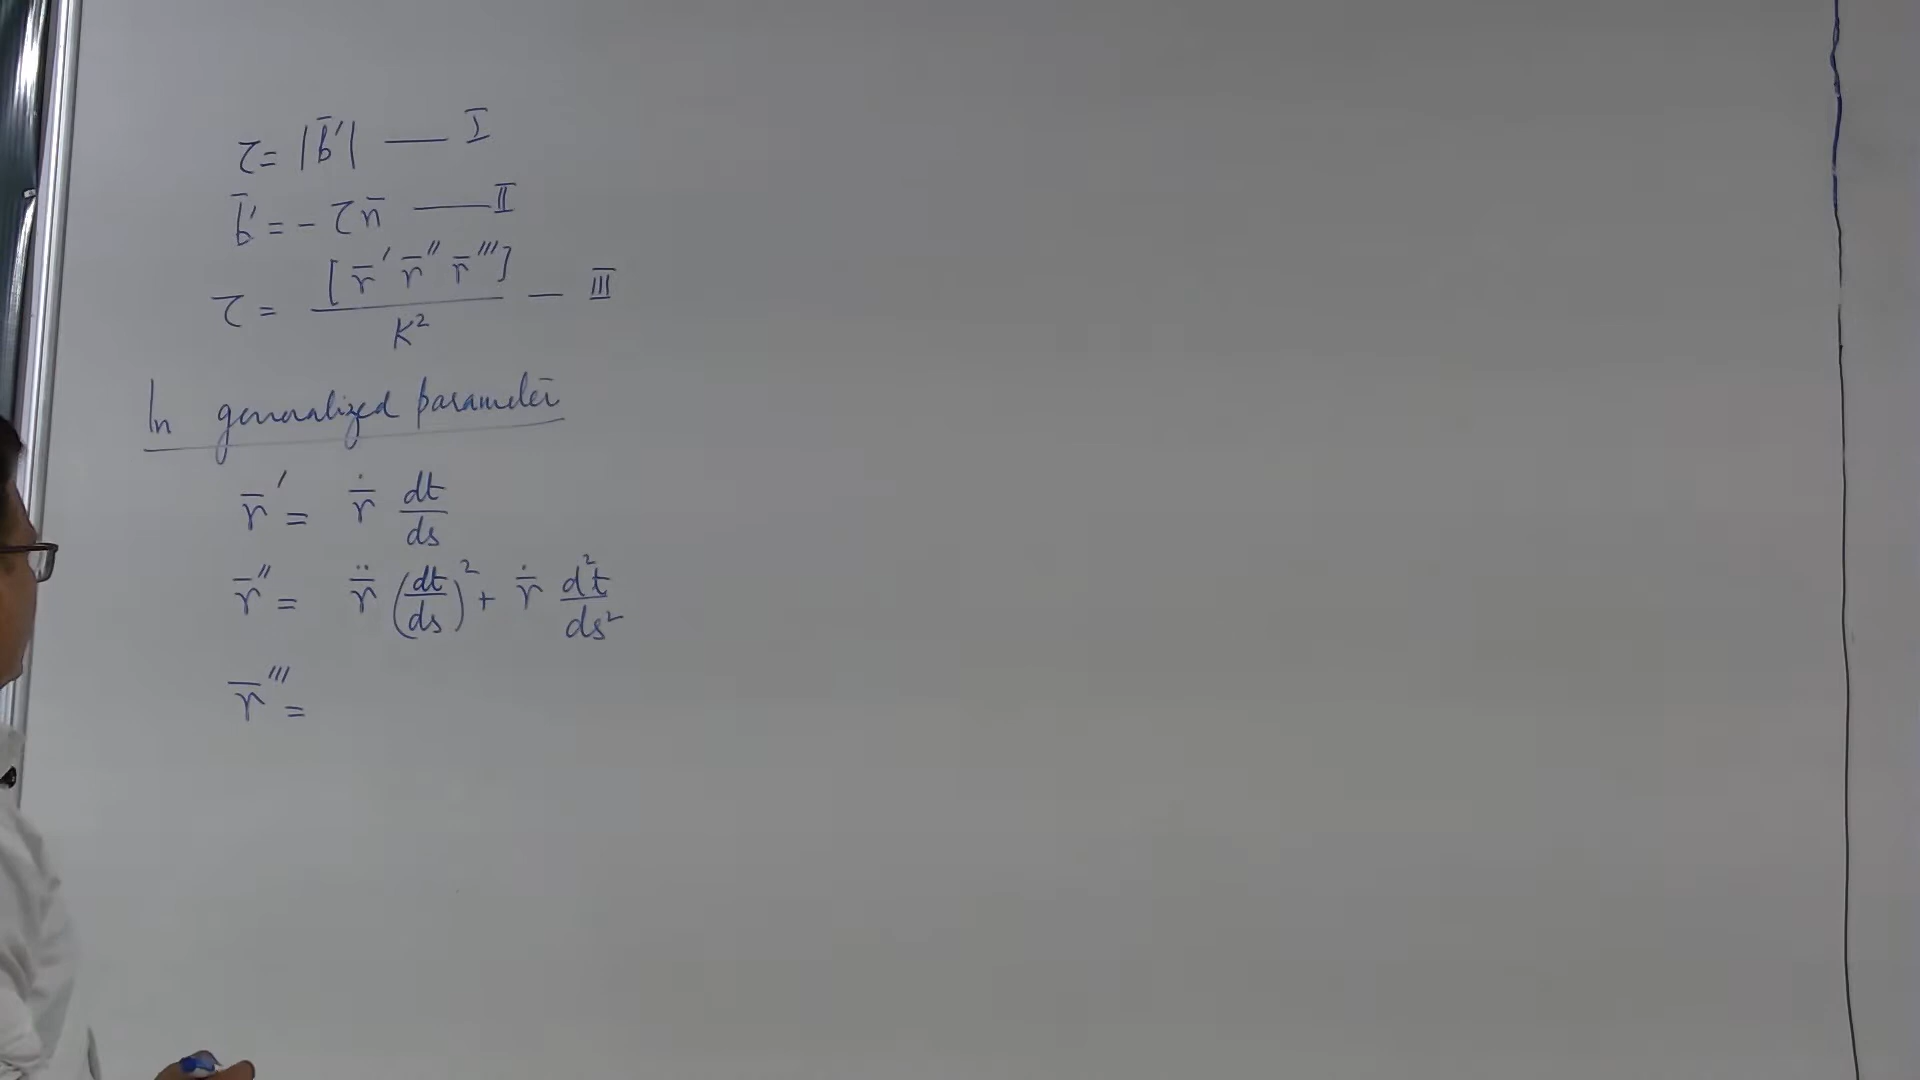 τ = |b̄'| — I
b̄' = - τ n̄ — II
τ = [ r̄' r̄'' r̄''' ] / K² — III
In generalized parameter
r̄' = ṙ̄ dt/ds
r̄'' = r̈̄ (dt/ds)² + ṙ̄ d²t/ds²
r̄''' =